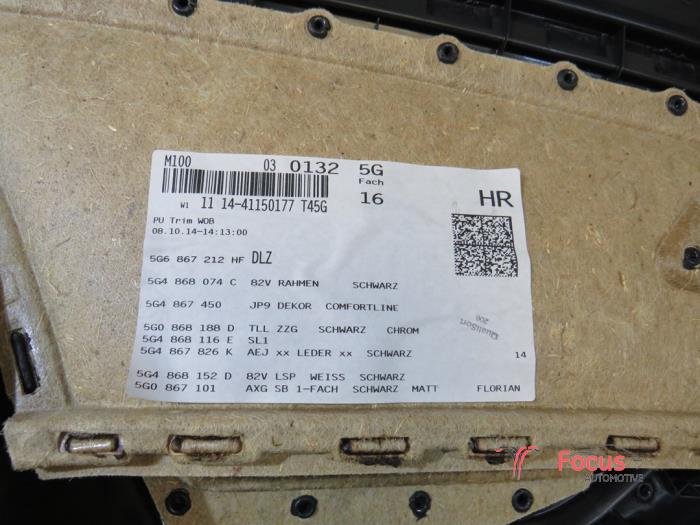 M100 03 0132 5G
Fach
W1 11 14-41150177 T45G 16 HR
PU Trim WOB
08.10.14-14:13:00
5G6 867 212 HF DLZ
5G4 868 074 C 82V RAHMEN SCHWARZ
5G4 867 450 JP9 DEKOR COMFORTLINE
5G0 868 188 D TLL ZZG SCHWARZ CHROM
5G4 868 116 E SL1
5G4 867 826 K AEJ xx LEDER xx SCHWARZ 14
5G4 868 152 D 82V LSP WEISS SCHWARZ
5G0 867 101 AXG SB 1-FACH SCHWARZ MATT FLORIAN
QualiSort
206
Focus
AUTOMOTIVE